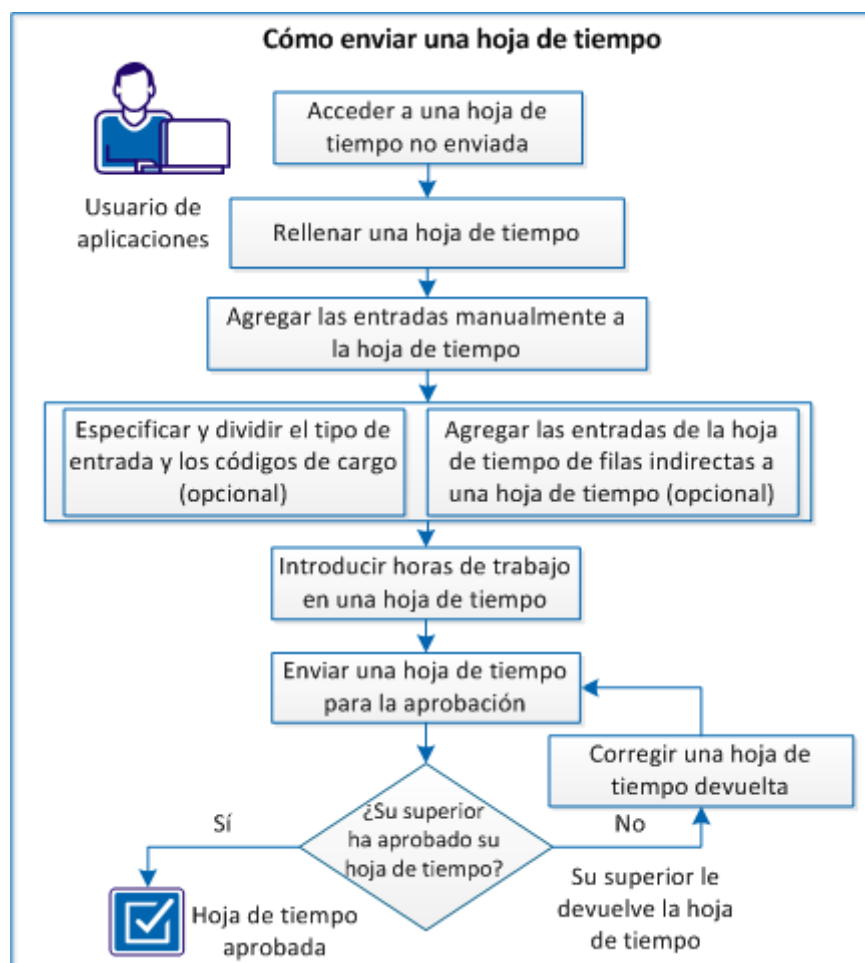 Cómo enviar una hoja de tiempo
Acceder a una hoja de
tiempo no enviada
Usuario de
aplicaciones
Rellenar una hoja de tiempo
Agregar las entradas manualmente a
la hoja de tiempo
Especificar y dividir el tipo de
entrada y los códigos de cargo
(opcional)
Agregar las entradas de la hoja
de tiempo de filas indirectas a
una hoja de tiempo (opcional)
Introducir horas de trabajo
en una hoja de tiempo
Enviar una hoja de tiempo
para la aprobación
Corregir una hoja de
tiempo devuelta
¿Su superior
ha aprobado su
hoja de tiempo?
Sí
No
Hoja de tiempo
aprobada
Su superior le
devuelve la hoja
de tiempo